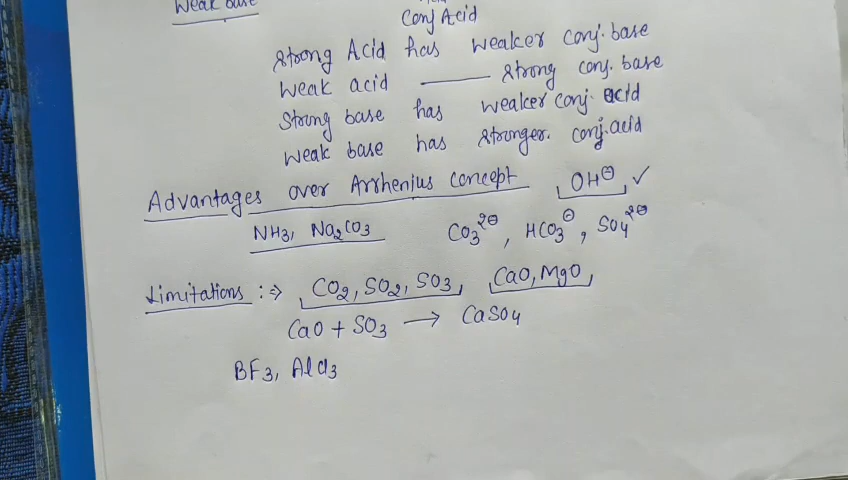 Weak base
Conj Acid
Strong Acid has weaker conj. base
Weak acid —— strong conj. base
Strong base has weaker conj. acid
Weak base has stronger. conj. acid
Advantages over Arrhenius concept OH⊖ ✓
NH3, Na2CO3 CO3²⊖, HCO3⊖, SO4²⊖
Limitations :⇒ CO2, SO2, SO3, CaO, MgO,
CaO + SO3 → CaSO4
BF3, AlCl3